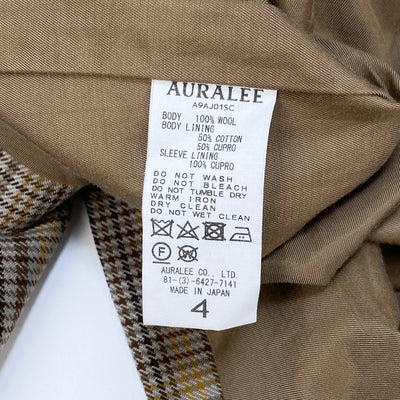 AURALEE
A9AJ01SC
BODY 100% WOOL
BODY LINING
50% COTTON
50% CUPRO
SLEEVE LINING
100% CUPRO
DO NOT WASH
DO NOT BLEACH
DO NOT TUMBLE DRY
WARM IRON
DRY CLEAN
DO NOT WET CLEAN
F W
AURALEE CO., LTD.
81-(3)-6427-7141
MADE IN JAPAN
4